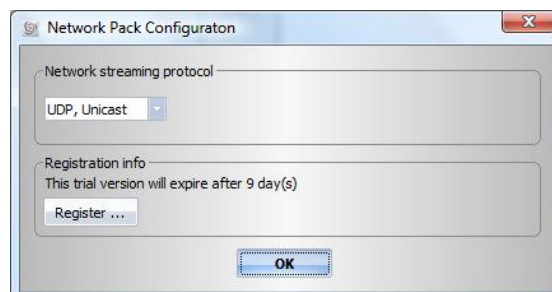 Network Pack Configuraton
Network streaming protocol
UDP, Unicast
Registration info
This trial version will expire after 9 day(s)
Register ...
OK